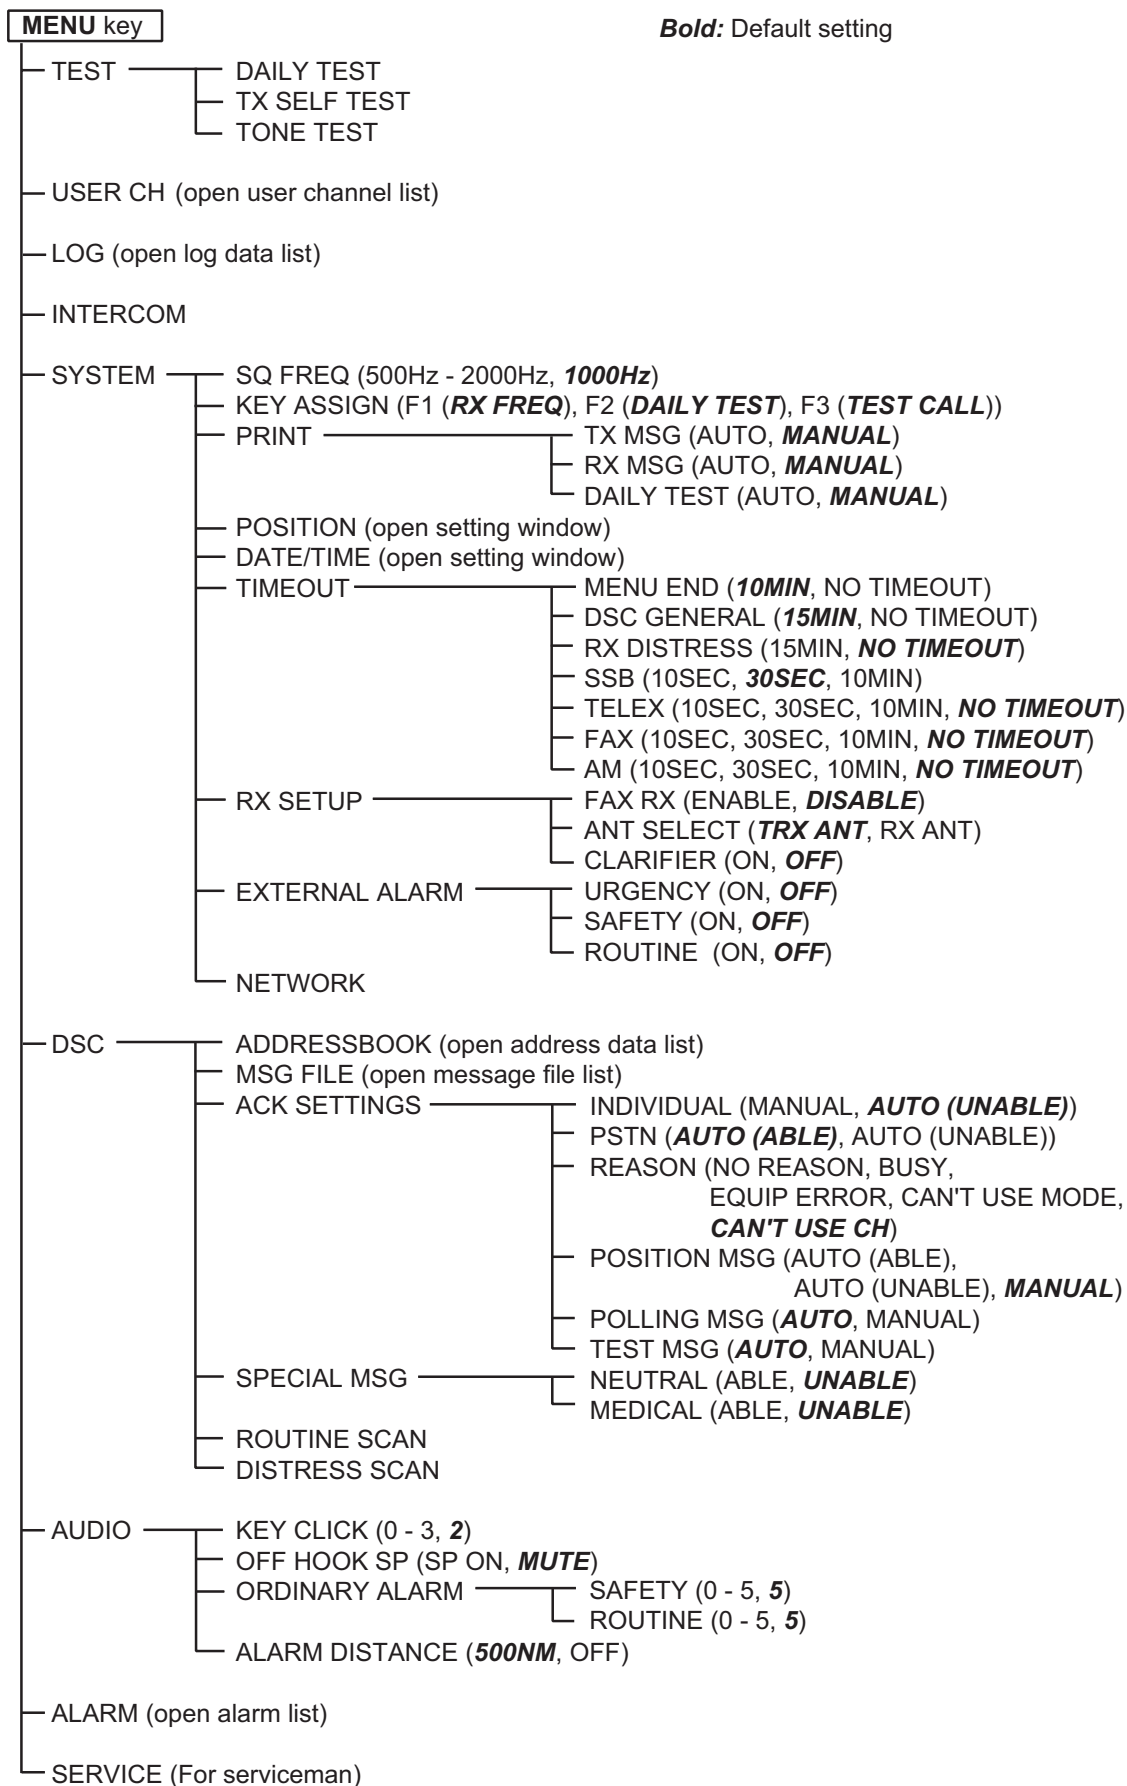 MENU key
Bold: Default setting
TEST
DAILY TEST
TX SELF TEST
TONE TEST
USER CH (open user channel list)
LOG (open log data list)
INTERCOM
SYSTEM
SQ FREQ (500Hz - 2000Hz, 1000Hz)
KEY ASSIGN (F1 (RX FREQ), F2 (DAILY TEST), F3 (TEST CALL))
PRINT
TX MSG (AUTO, MANUAL)
RX MSG (AUTO, MANUAL)
DAILY TEST (AUTO, MANUAL)
POSITION (open setting window)
DATE/TIME (open setting window)
TIMEOUT
MENU END (10MIN, NO TIMEOUT)
DSC GENERAL (15MIN, NO TIMEOUT)
RX DISTRESS (15MIN, NO TIMEOUT)
SSB (10SEC, 30SEC, 10MIN)
TELEX (10SEC, 30SEC, 10MIN, NO TIMEOUT)
FAX (10SEC, 30SEC, 10MIN, NO TIMEOUT)
AM (10SEC, 30SEC, 10MIN, NO TIMEOUT)
RX SETUP
FAX RX (ENABLE, DISABLE)
ANT SELECT (TRX ANT, RX ANT)
CLARIFIER (ON, OFF)
EXTERNAL ALARM
URGENCY (ON, OFF)
SAFETY (ON, OFF)
ROUTINE (ON, OFF)
NETWORK
DSC
ADDRESSBOOK (open address data list)
MSG FILE (open message file list)
ACK SETTINGS
INDIVIDUAL (MANUAL, AUTO (UNABLE))
PSTN (AUTO (ABLE), AUTO (UNABLE))
REASON (NO REASON, BUSY,
EQUIP ERROR, CAN'T USE MODE,
CAN'T USE CH)
POSITION MSG (AUTO (ABLE),
AUTO (UNABLE), MANUAL)
POLLING MSG (AUTO, MANUAL)
TEST MSG (AUTO, MANUAL)
SPECIAL MSG
NEUTRAL (ABLE, UNABLE)
MEDICAL (ABLE, UNABLE)
ROUTINE SCAN
DISTRESS SCAN
AUDIO
KEY CLICK (0 - 3, 2)
OFF HOOK SP (SP ON, MUTE)
ORDINARY ALARM
SAFETY (0 - 5, 5)
ROUTINE (0 - 5, 5)
ALARM DISTANCE (500NM, OFF)
ALARM (open alarm list)
SERVICE (For serviceman)